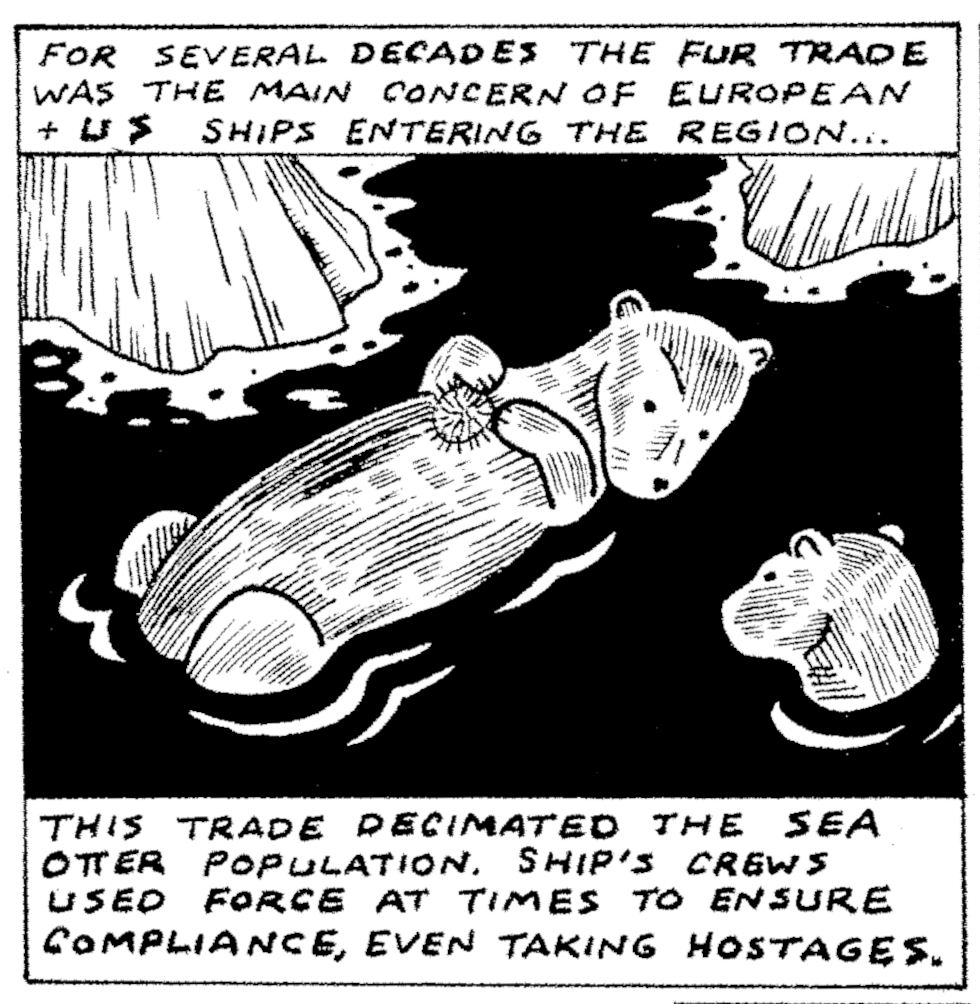 FOR SEVERAL DECADES THE FUR TRADE
WAS THE MAIN CONCERN OF EUROPEAN
+ US SHIPS ENTERING THE REGION...
THIS TRADE DECIMATED THE SEA
OTTER POPULATION. SHIP'S CREWS
USED FORCE AT TIMES TO ENSURE
COMPLIANCE, EVEN TAKING HOSTAGES..